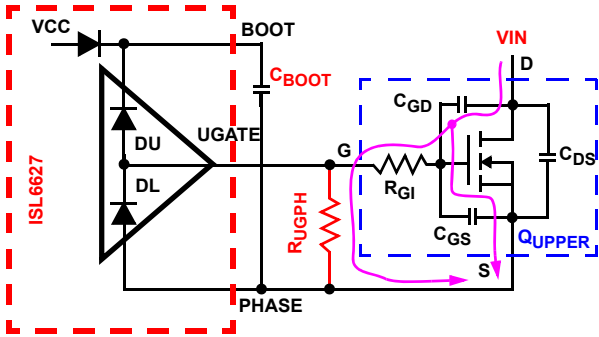 VCC
BOOT
VIN
D
CBOOT
CGD
DU
UGATE
G
CDS
DL
RGI
ISL6627
RUGPH
CGS
QUPPER
S
PHASE